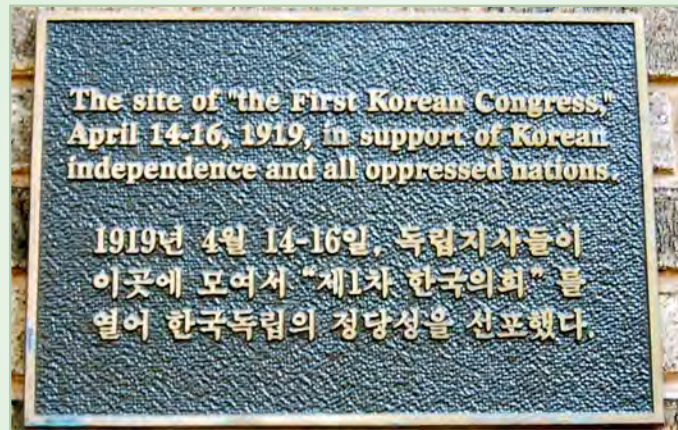 The site of "the First Korean Congress,"
April 14-16, 1919, in support of Korean
independence and all oppressed nations.
1919년 4월 14-16일, 독립지사들이
이곳에 모여서 “제1차 한국의회” 를
열어 한국독립의 정당성을 선포했다.